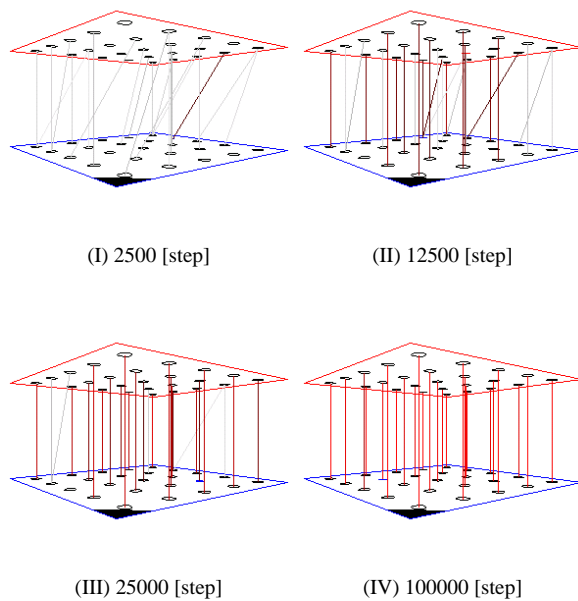 (I) 2500 [step]
(II) 12500 [step]
(III) 25000 [step]
(IV) 100000 [step]